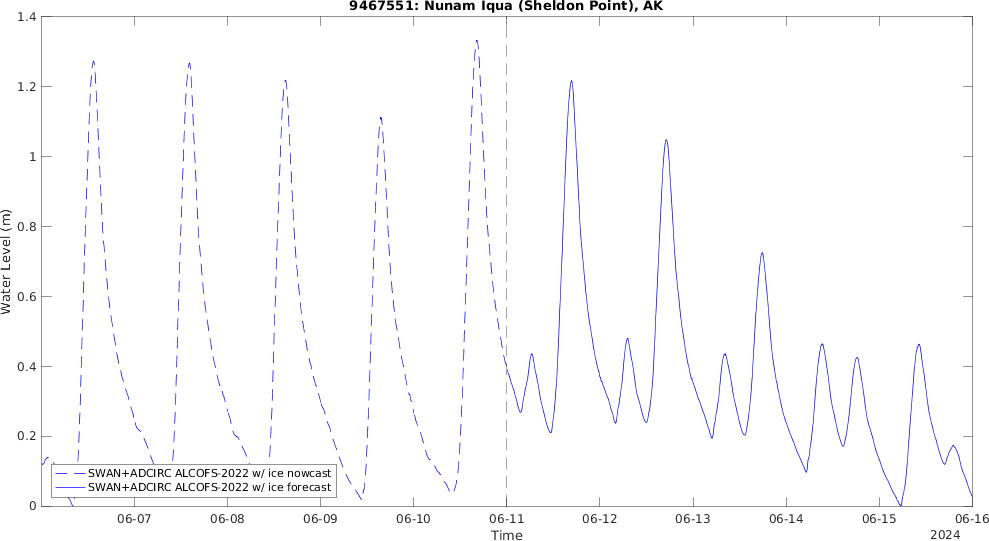 9467551: Nunam Iqua (Sheldon Point), AK
1.4
1.2
1
0.8
0.6
0.4
0.2
0
Water Level (m)
SWAN+ADCIRC ALCOFS-2022 w/ ice nowcast
SWAN+ADCIRC ALCOFS-2022 w/ ice forecast
06-07 06-08 06-09 06-10 06-11 06-12 06-13 06-14 06-15 06-16
Time
2024